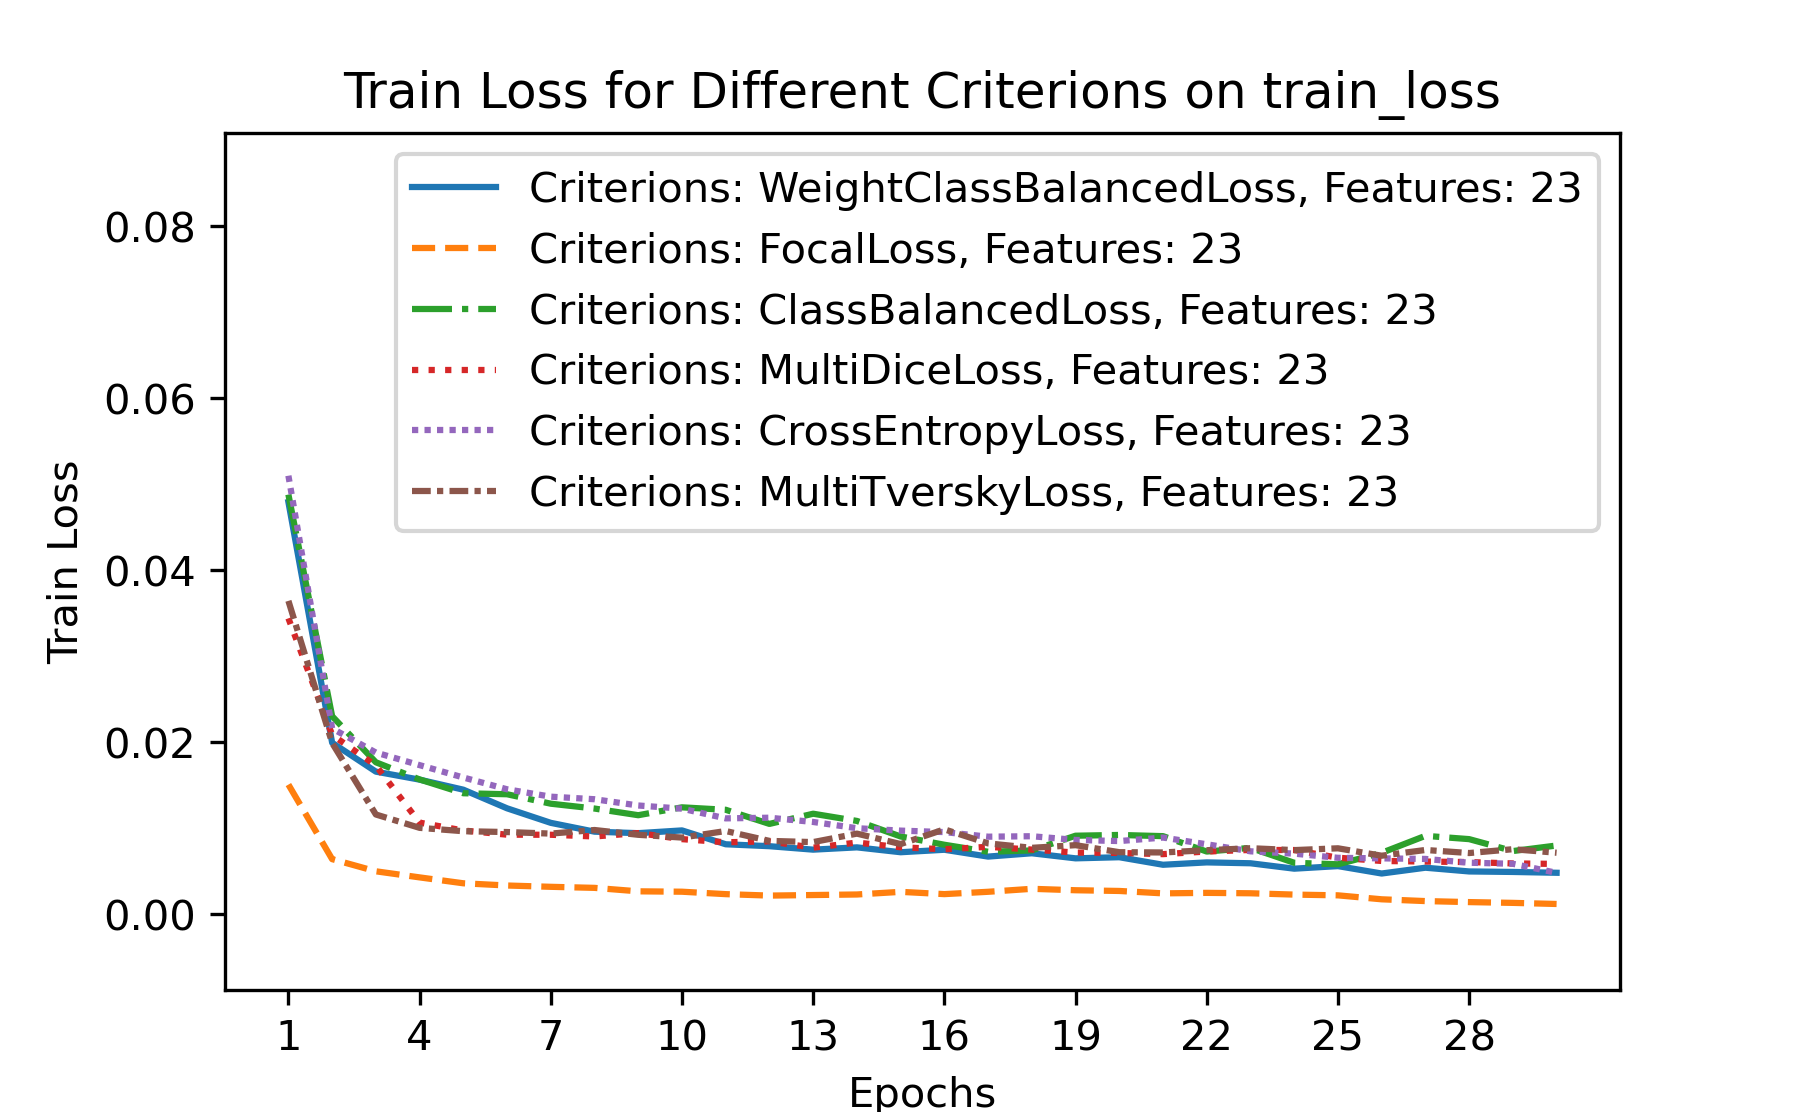 Train Loss for Different Criterions on train_loss
Criterions: WeightClassBalancedLoss, Features: 23
Criterions: FocalLoss, Features: 23
Criterions: ClassBalancedLoss, Features: 23
Criterions: MultiDiceLoss, Features: 23
Criterions: CrossEntropyLoss, Features: 23
Criterions: MultiTverskyLoss, Features: 23
Train Loss
0.08
0.06
0.04
0.02
0.00
1 4 7 10 13 16 19 22 25 28
Epochs